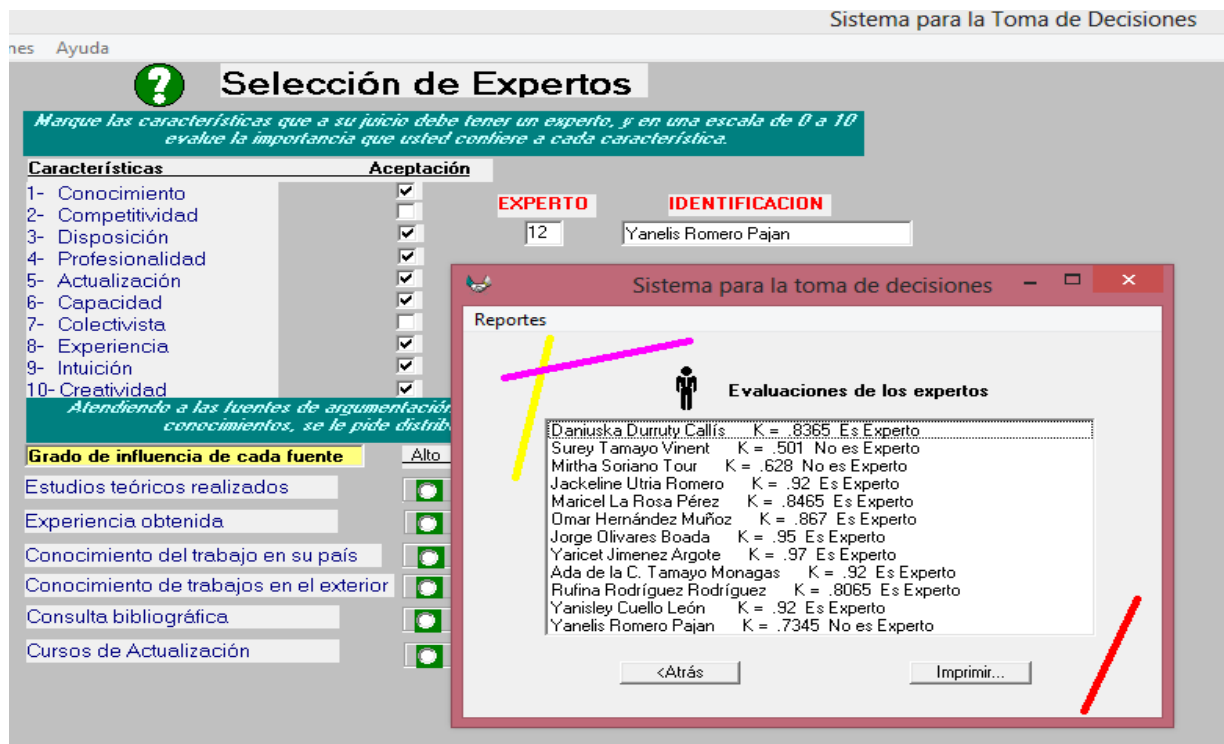 Sistema para la Toma de Decisiones
nes Ayuda
? Selección de Expertos
Marque las características que a su juicio debe tener un experto, y en una escala de 0 a 10
evalue la importancia que usted confiere a cada característica.
Características Aceptación
1- Conocimiento
2- Competitividad
3- Disposición
4- Profesionalidad
5- Actualización
6- Capacidad
7- Colectivista
8- Experiencia
9- Intuición
10- Creatividad
EXPERTO IDENTIFICACION
12 Yanelis Romero Pajan
Atendiendo a las fuentes de argumentación
conocimientos, se le pide distrib
Grado de influencia de cada fuente Alto
Estudios teóricos realizados
Experiencia obtenida
Conocimiento del trabajo en su país
Conocimiento de trabajos en el exterior
Consulta bibliográfica
Cursos de Actualización
Sistema para la toma de decisiones
Reportes
Evaluaciones de los expertos
Daniuska Durruty Callís K = .8365 Es Experto
Surey Tamayo Vinent K = .501 No es Experto
Mirtha Soriano Tour K = .628 No es Experto
Jackeline Utria Romero K = .92 Es Experto
Maricel La Rosa Pérez K = .8465 Es Experto
Omar Hernández Muñoz K = .867 Es Experto
Jorge Olivares Boada K = .95 Es Experto
Yaricet Jimenez Argote K = .97 Es Experto
Ada de la C. Tamayo Monagas K = .92 Es Experto
Rufina Rodríguez Rodríguez K = .8065 Es Experto
Yanisley Cuello León K = .92 Es Experto
Yanelis Romero Pajan K = .7345 No es Experto
<Atrás Imprimir...